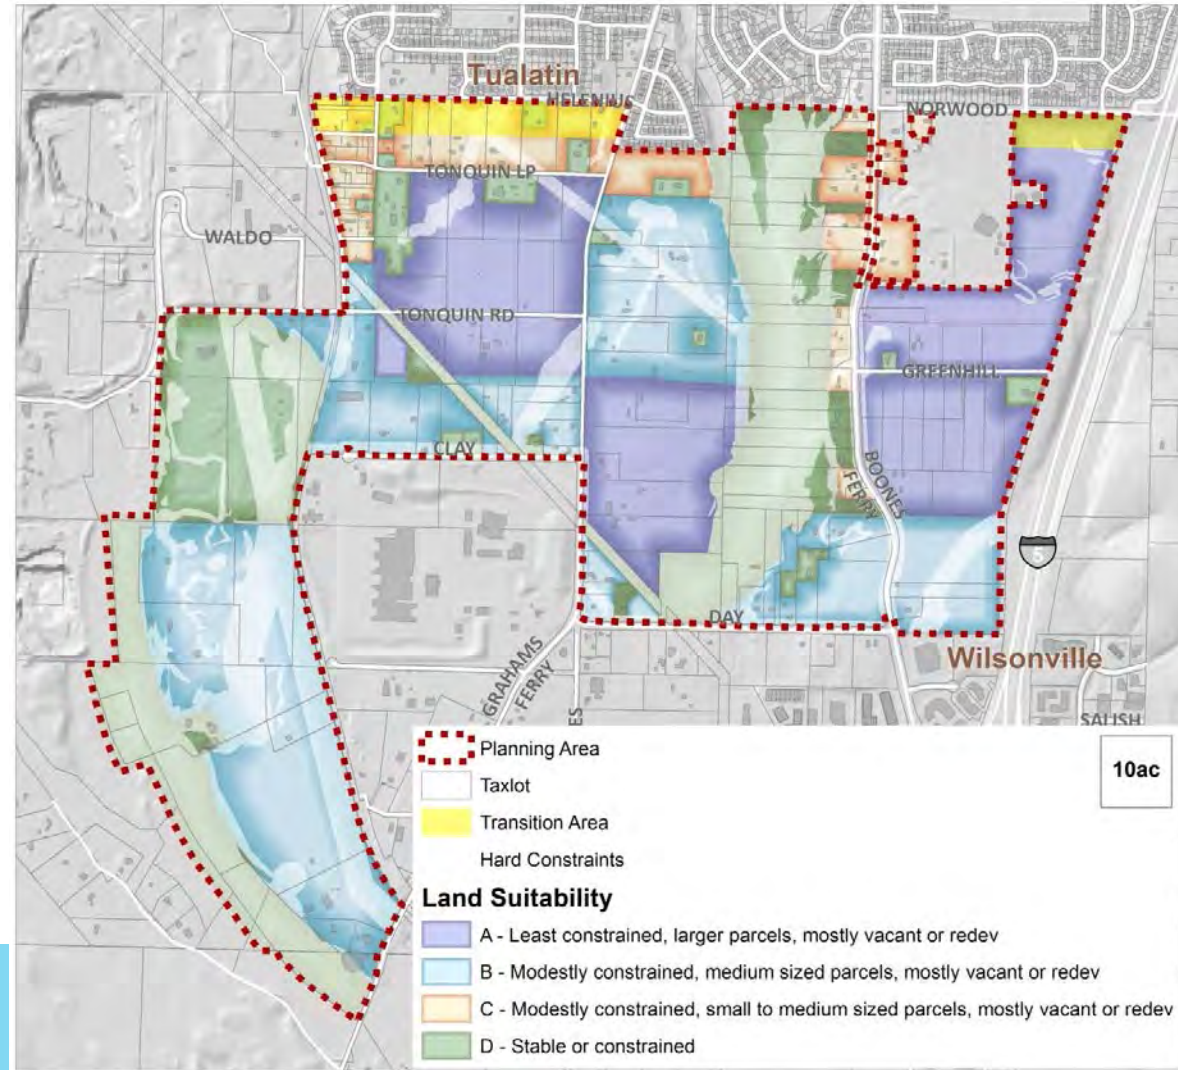 Tualatin
HELENIUS
NORWOOD
TONQUIN LP
WALDO
TONQUIN RD
GREENHILL
CLAY
BOONES
FERRY
5
DAY
Wilsonville
GRAHAMS
FERRY
ES
SALISH
Planning Area
10ac
Taxlot
Transition Area
Hard Constraints
Land Suitability
A - Least constrained, larger parcels, mostly vacant or redev
B - Modestly constrained, medium sized parcels, mostly vacant or redev
C - Modestly constrained, small to medium sized parcels, mostly vacant or redev
D - Stable or constrained